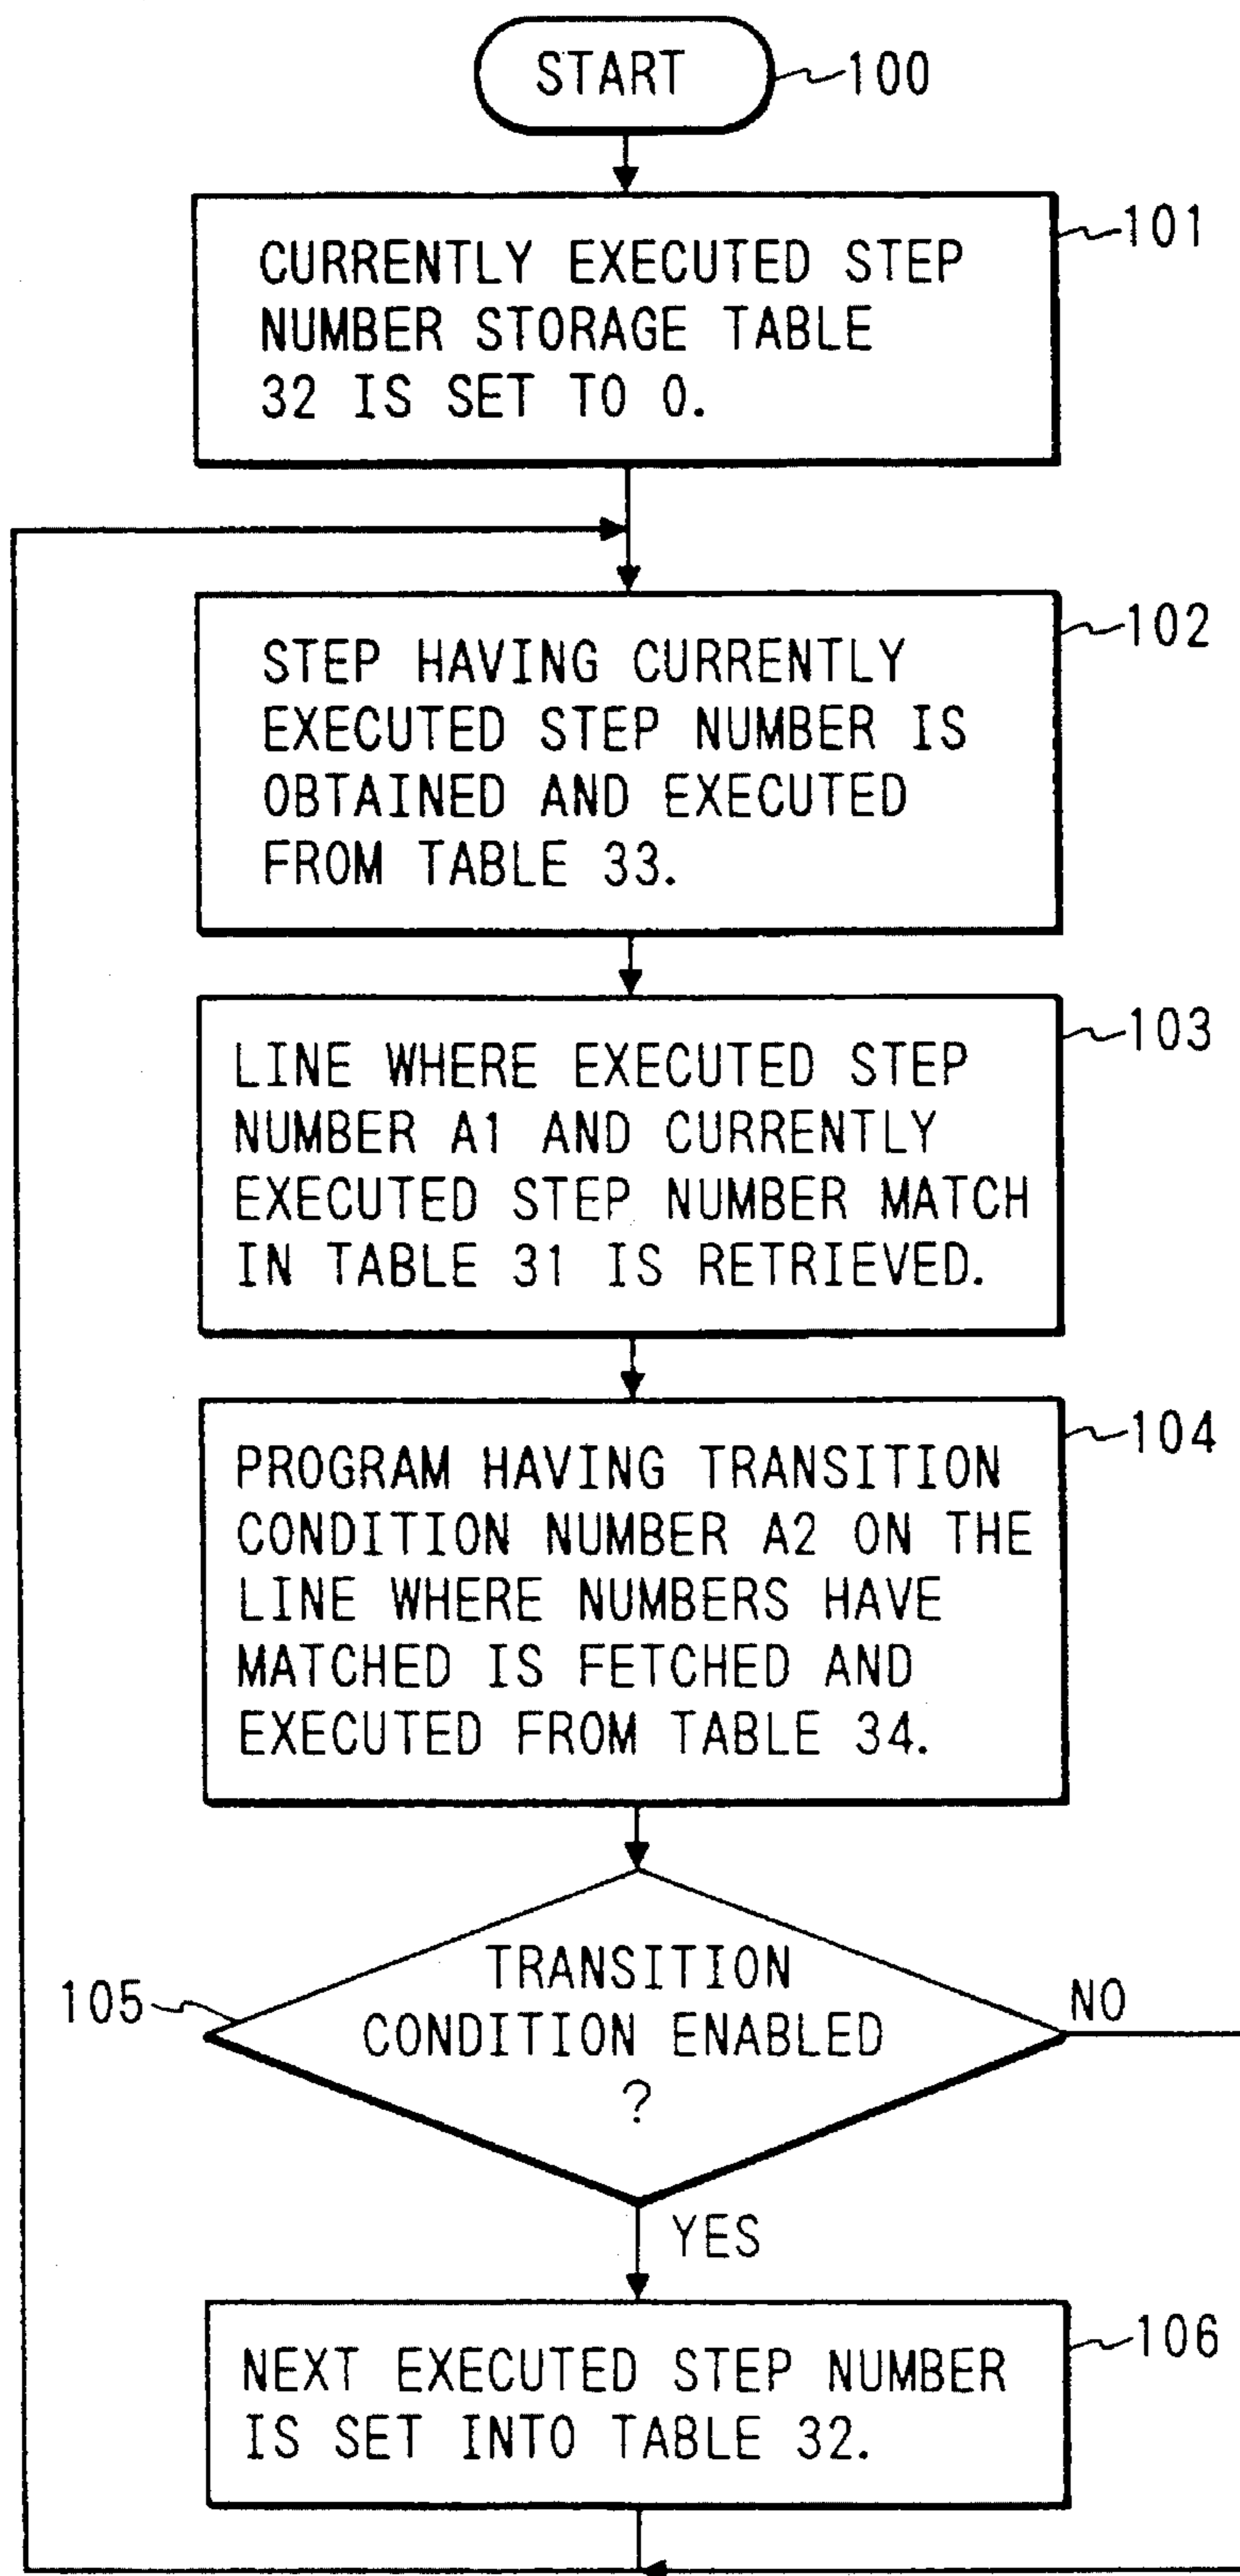 START
100
101
CURRENTLY EXECUTED STEP
NUMBER STORAGE TABLE
32 IS SET TO 0.
102
STEP HAVING CURRENTLY
EXECUTED STEP NUMBER IS
OBTAINED AND EXECUTED
FROM TABLE 33.
103
LINE WHERE EXECUTED STEP
NUMBER A1 AND CURRENTLY
EXECUTED STEP NUMBER MATCH
IN TABLE 31 IS RETRIEVED.
104
PROGRAM HAVING TRANSITION
CONDITION NUMBER A2 ON THE
LINE WHERE NUMBERS HAVE
MATCHED IS FETCHED AND
EXECUTED FROM TABLE 34.
105
TRANSITION
CONDITION ENABLED
?
NO
YES
106
NEXT EXECUTED STEP NUMBER
IS SET INTO TABLE 32.